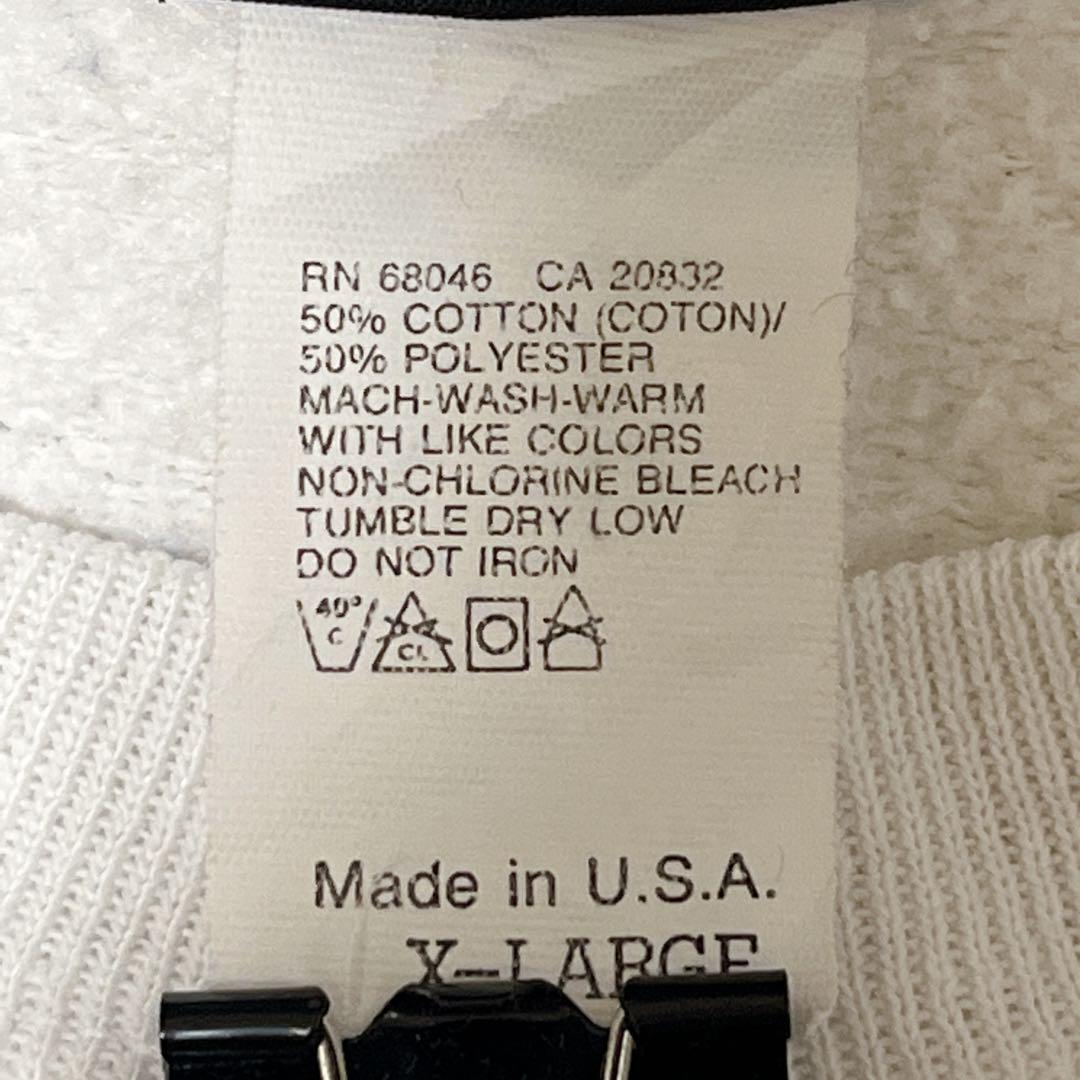 RN 68046 CA 20832
50% COTTON (COTON)/
50% POLYESTER
MACH-WASH-WARM
WITH LIKE COLORS
NON-CHLORINE BLEACH
TUMBLE DRY LOW
DO NOT IRON
40°
C
CL
Made in U.S.A.
X-LARGE